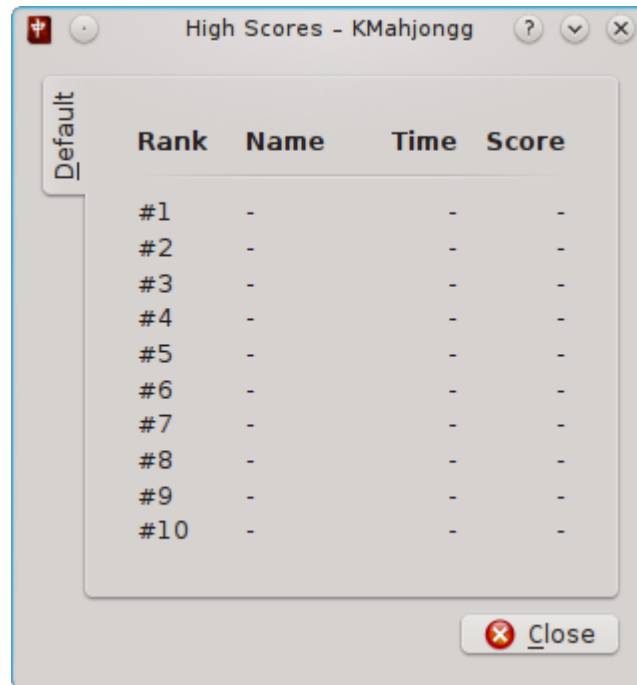 High Scores – KMahjongg
Default
Rank Name Time Score
#1 - - -
#2 - - -
#3 - - -
#4 - - -
#5 - - -
#6 - - -
#7 - - -
#8 - - -
#9 - - -
#10 - - -
Close